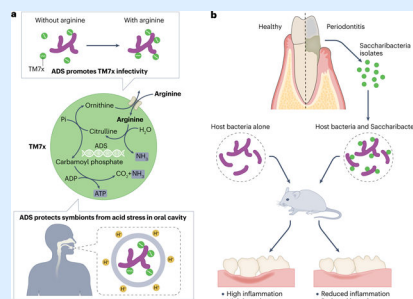 a
Without arginine
With arginine
TM7x
ADS promotes TM7x infectivity
Ornithine
Arginine
Pi
Arginine
Citrulline
H2O
ADS
TM7x
NH3
Carbamoyl phosphate
ADP
CO2+NH3
ATP
ADS protects symbionts from acid stress in oral cavity
H+
H+
H+
H+
H+
H+
b
Healthy
Periodontitis
Saccharibacteria
isolates
Host bacteria alone
Host bacteria and Saccharibacte
• High inflammation
• Reduced inflammation